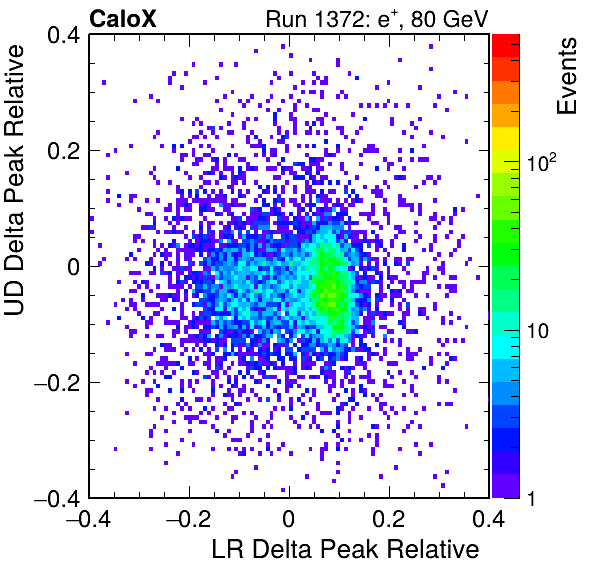 CaloX Run 1372: e⁺, 80 GeV
UD Delta Peak Relative
0.4
0.2
0
−0.2
−0.4
−0.4 −0.2 0 0.2 0.4
LR Delta Peak Relative
Events
10²
10
1